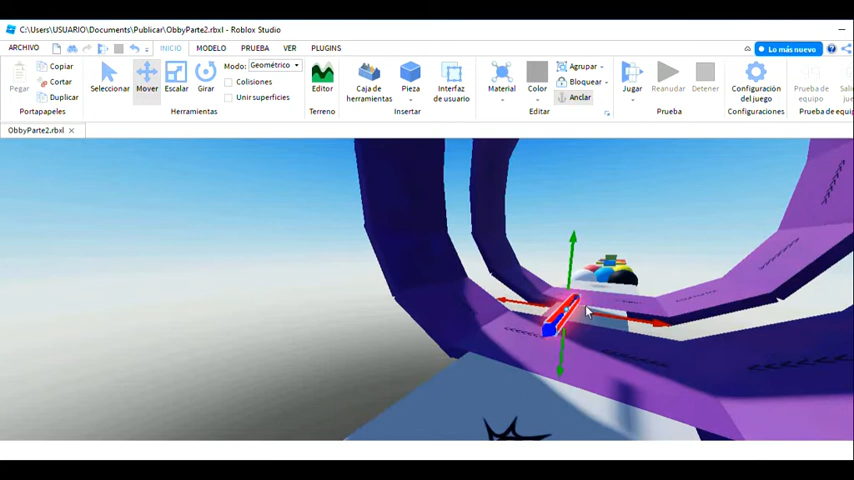 C:\Users\USUARIO\Documents\Publicar\ObbyParte2.rbxl - Roblox Studio
ARCHIVO INICIO MODELO PRUEBA VER PLUGINS Lo más nuevo
Pegar Copiar Cortar Duplicar
Seleccionar Mover Escalar Girar
Modo: Geométrico
Colisiones
Unir superficies
Editor
Caja de herramientas
Pieza
Interfaz de usuario
Material
Color
Agrupar
Bloquear
Anclar
Jugar Reanudar Detener
Configuración del juego
Prueba de equipo
Portapapeles Herramientas Terreno Insertar Editar Prueba Configuraciones
ObbyParte2.rbxl